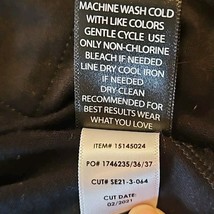 MACHINE WASH COLD
WITH LIKE COLORS
GENTLE CYCLE USE
ONLY NON-CHLORINE
BLEACH IF NEEDED
LINE DRY COOL IRON
IF NEEDED
DRY CLEAN
RECOMMENDED FOR
BEST RESULTS WEAR
WHAT YOU LOVE
ITEM# 15145024
PO# 1746235/36/37
CUT# SE21-3-064
CUT DATE:
02/2021